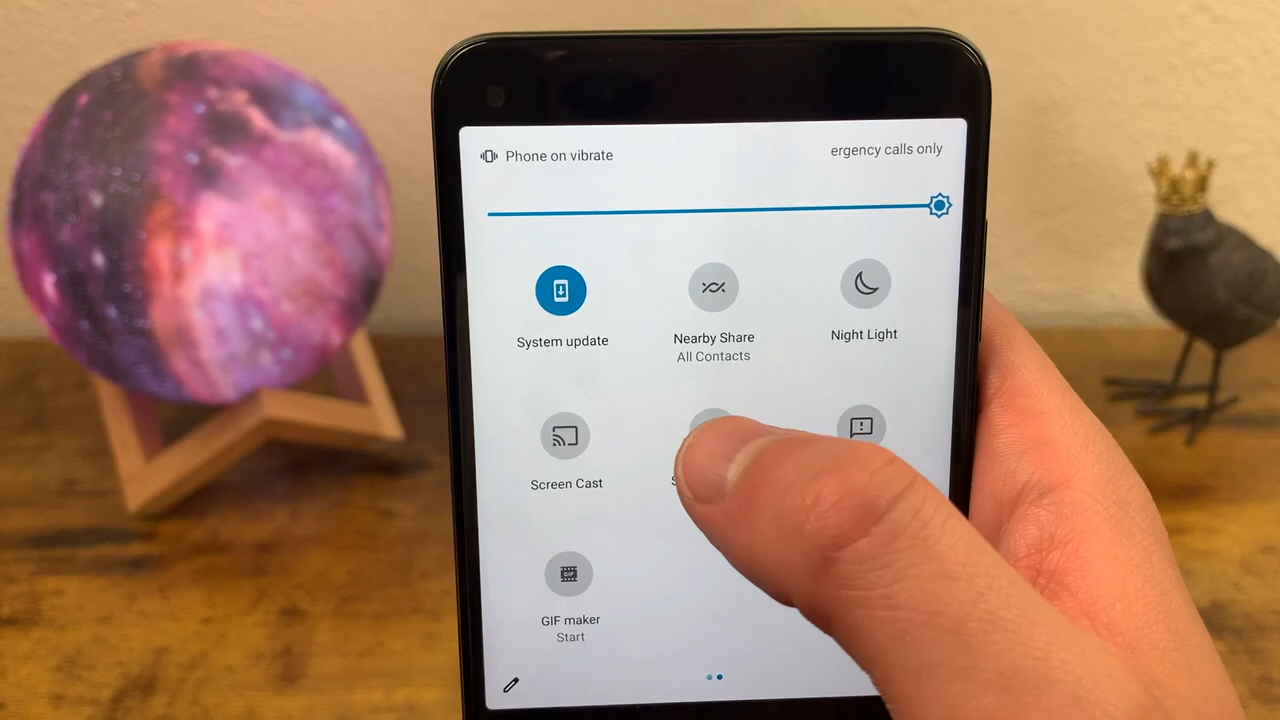 Phone on vibrate
ergency calls only
System update
Nearby Share
All Contacts
Night Light
Screen Cast
GIF
GIF maker
Start